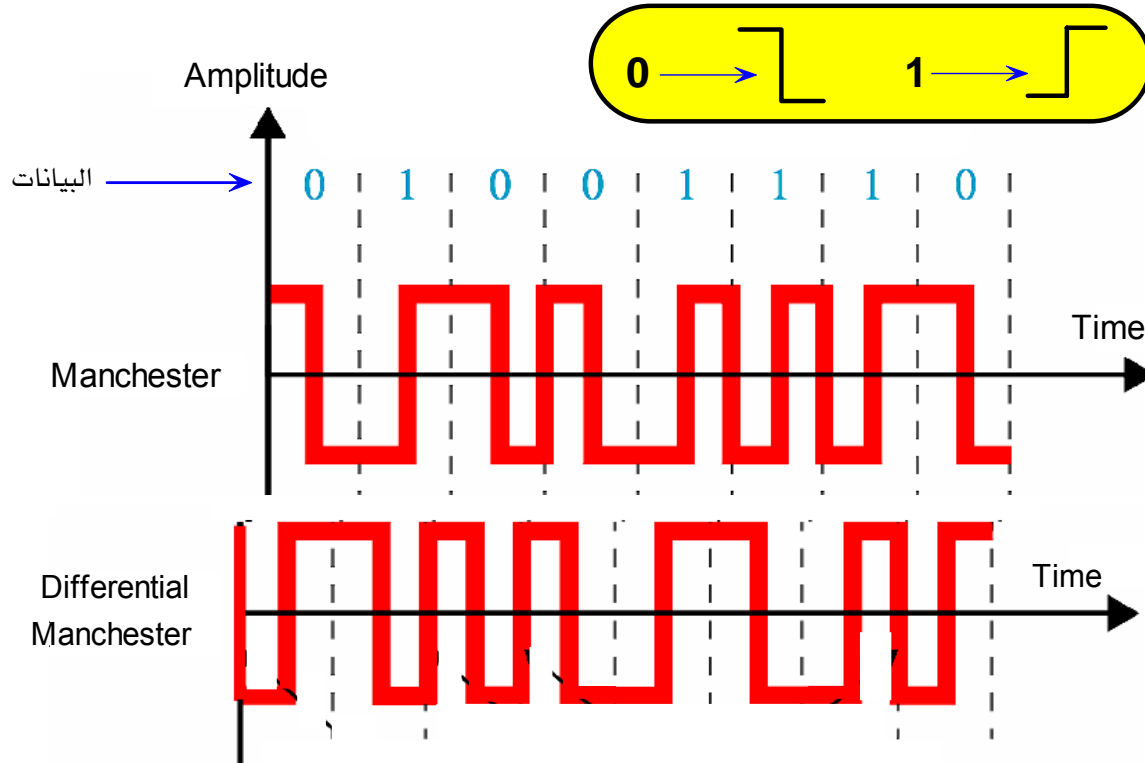 0 1
Amplitude
البيانات 0 1 0 0 1 1 1 0
Time
Manchester
Time
Differential
Manchester